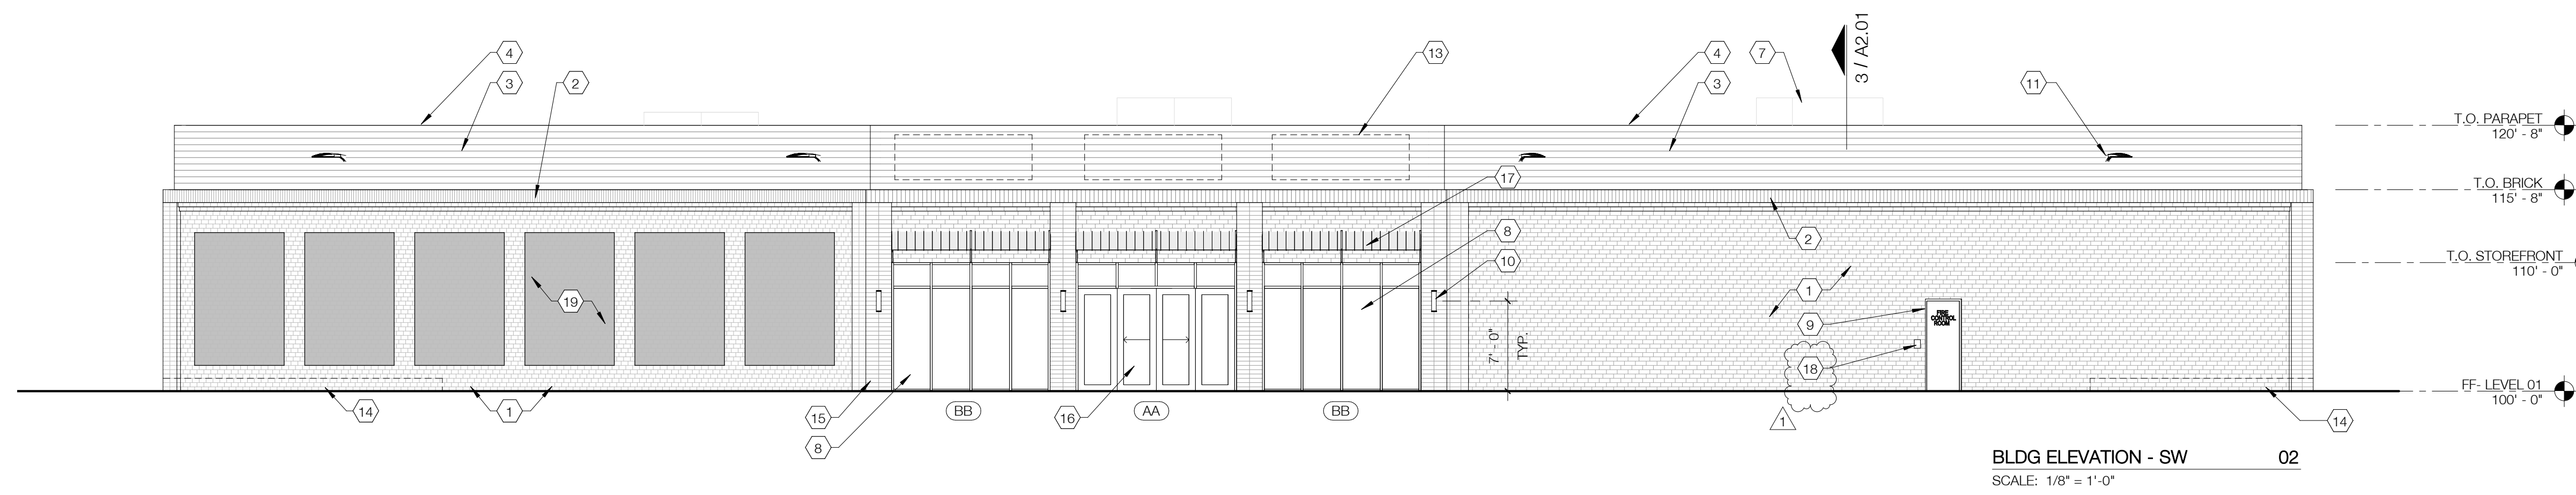 4
13
4
7
3 / A2.01
3
2
3
11
T.O. PARAPET
120' - 8"
17
T.O. BRICK
115' - 8"
8
2
10
T.O. STOREFRONT
110' - 0"
19
1
9
FIRE
CONTROL
ROOM
7' - 0"
TYP.
18
FF- LEVEL 01
100' - 0"
14
1
15
BB
16
AA
BB
1
14
8
BLDG ELEVATION - SW 02
SCALE: 1/8" = 1'-0"